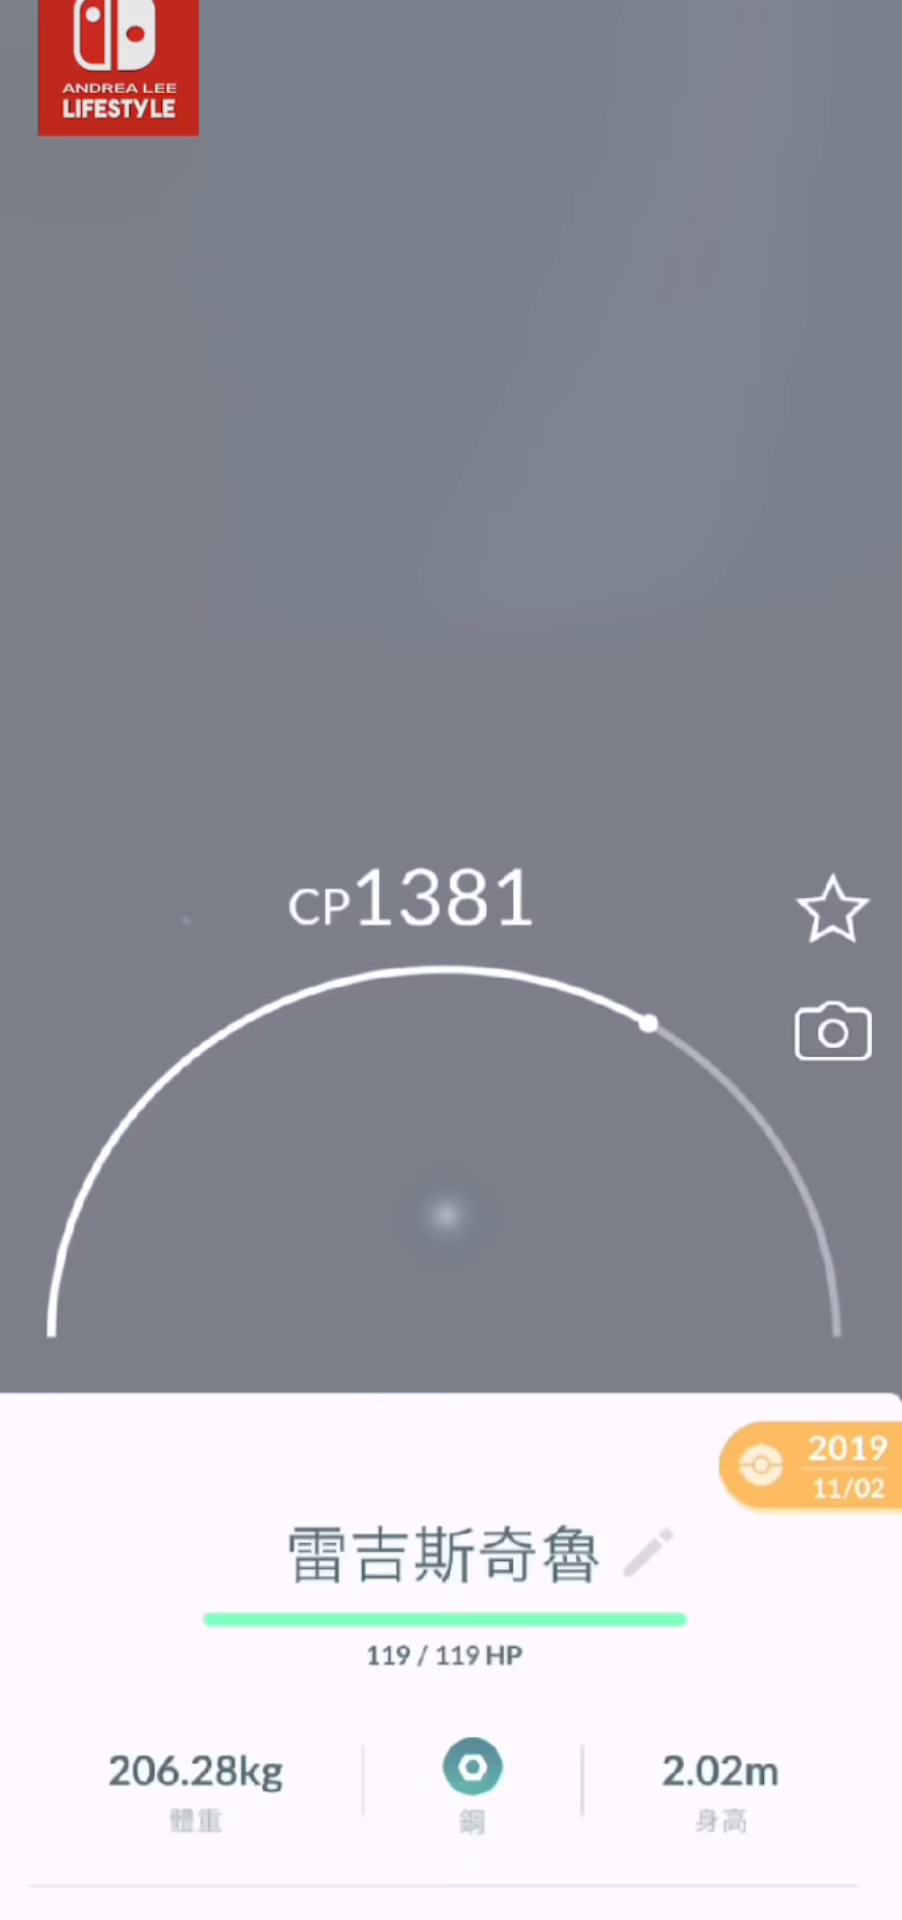 ANDREA LEE
LIFESTYLE
CP1381
2019
11/02
雷吉斯奇魯
119 / 119 HP
206.28kg
鋼
2.02m
體重
身高